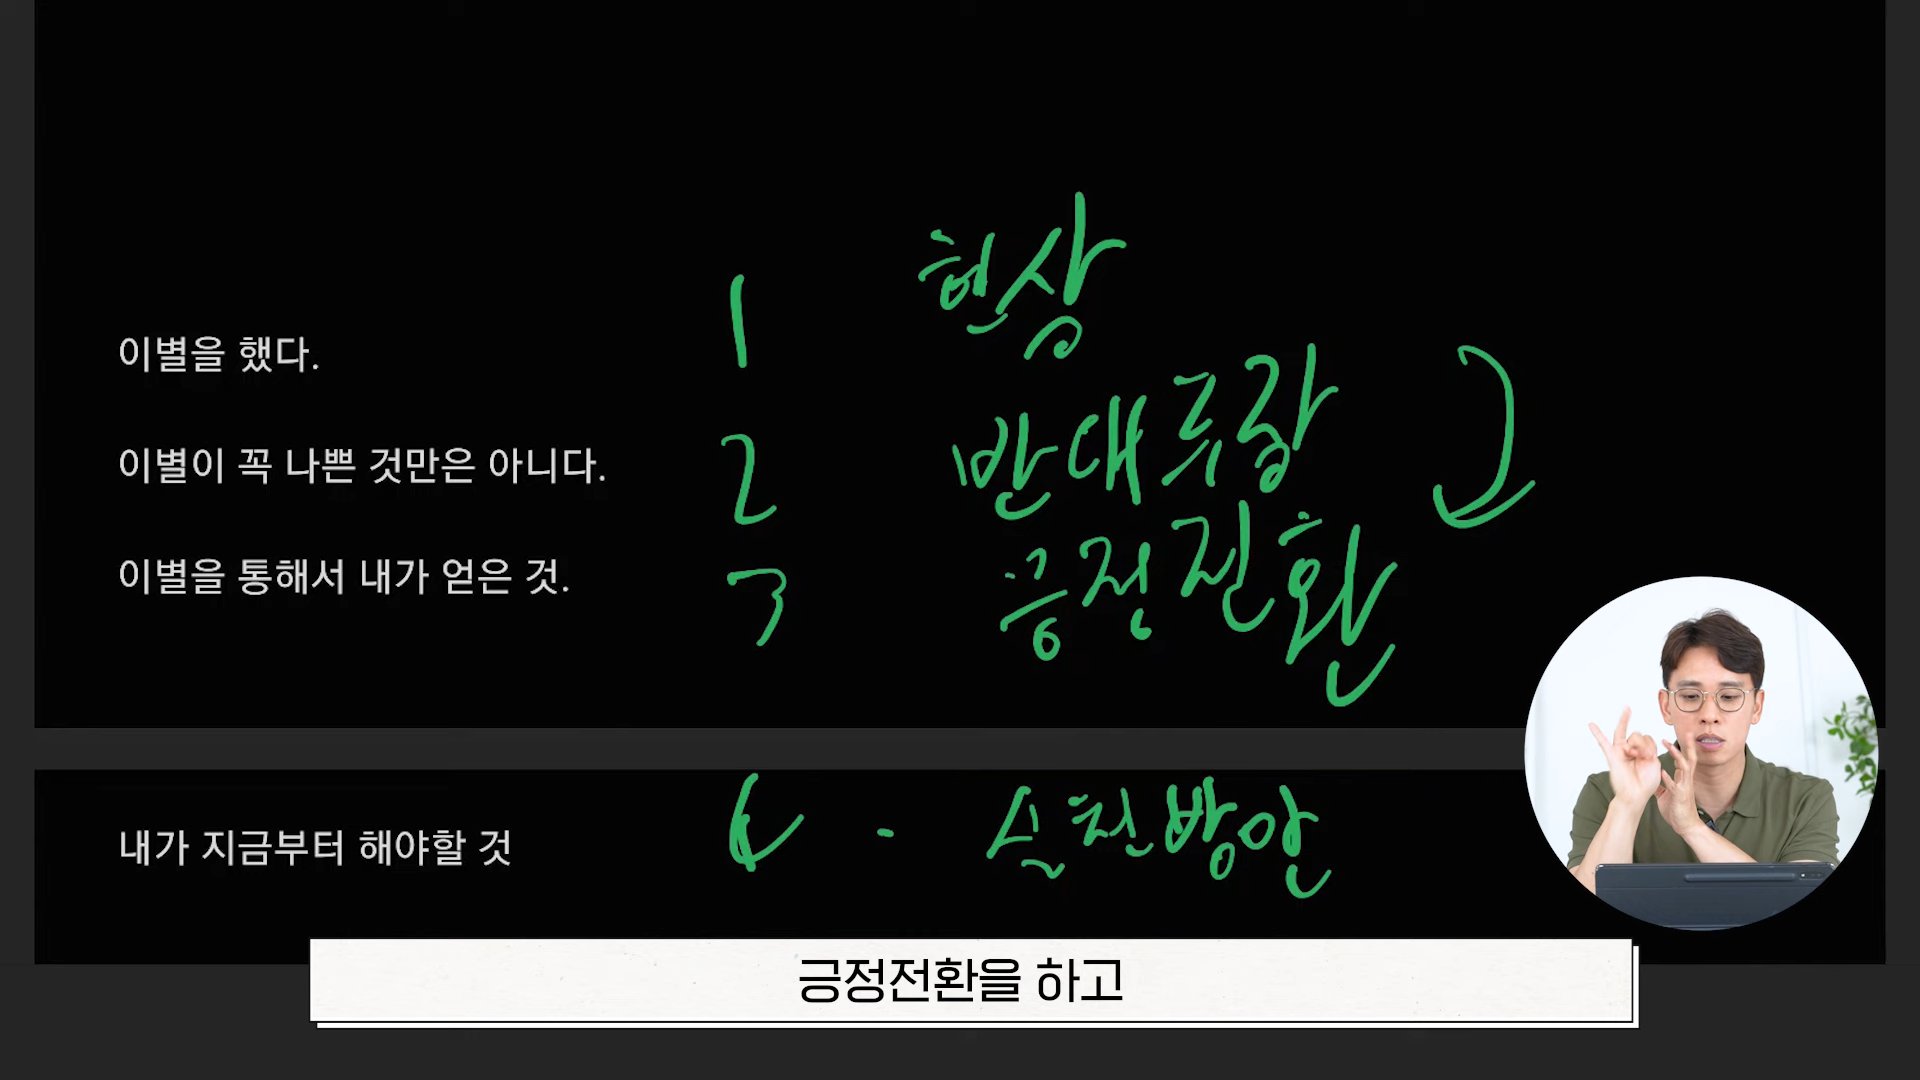 1 현상
이별을 했다.
2 반대류람
이별이 꼭 나쁜 것만은 아니다.
3 긍정전환
이별을 통해서 내가 얻은 것.
내가 지금부터 해야할 것
4. 실천방안
긍정전환을 하고